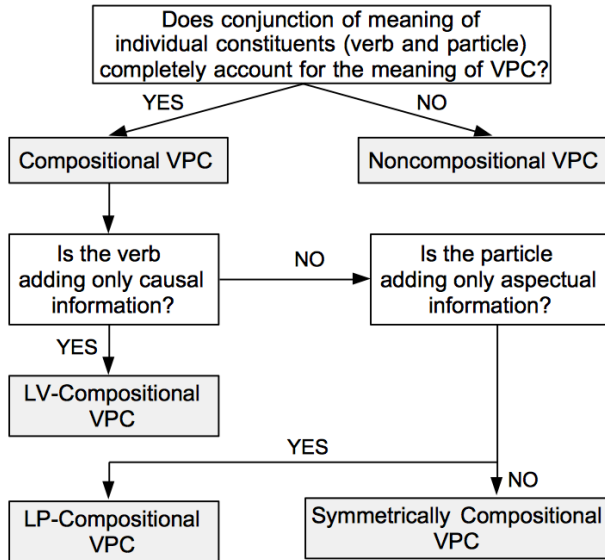 Does conjunction of meaning of
individual constituents (verb and particle)
completely account for the meaning of VPC?
YES
NO
Compositional VPC
Noncompositional VPC
Is the verb
adding only causal
information?
NO
Is the particle
adding only aspectual
information?
YES
LV-Compositional
VPC
YES
NO
LP-Compositional
VPC
Symmetrically Compositional
VPC